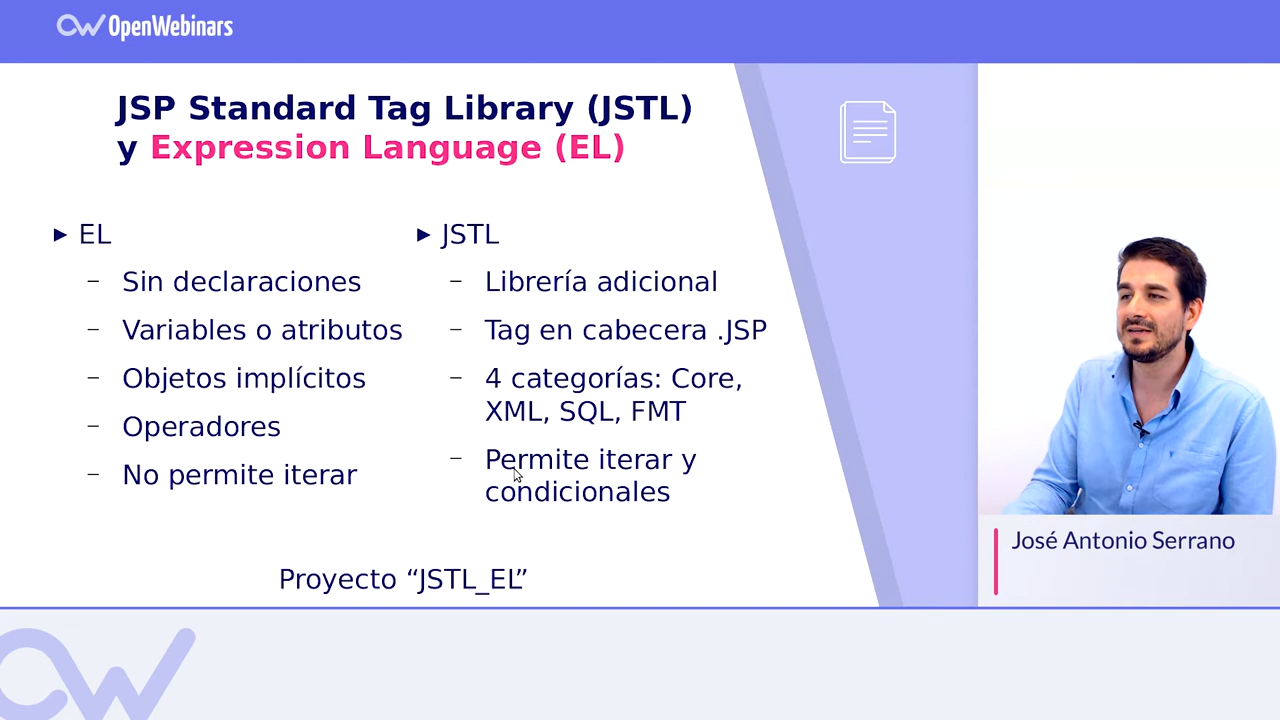 OpenWebinars
JSP Standard Tag Library (JSTL)
y Expression Language (EL)
► EL
– Sin declaraciones
– Variables o atributos
– Objetos implícitos
– Operadores
– No permite iterar
► JSTL
– Librería adicional
– Tag en cabecera .JSP
– 4 categorías: Core,
XML, SQL, FMT
– Permite iterar y
condicionales
Proyecto “JSTL_EL”
José Antonio Serrano